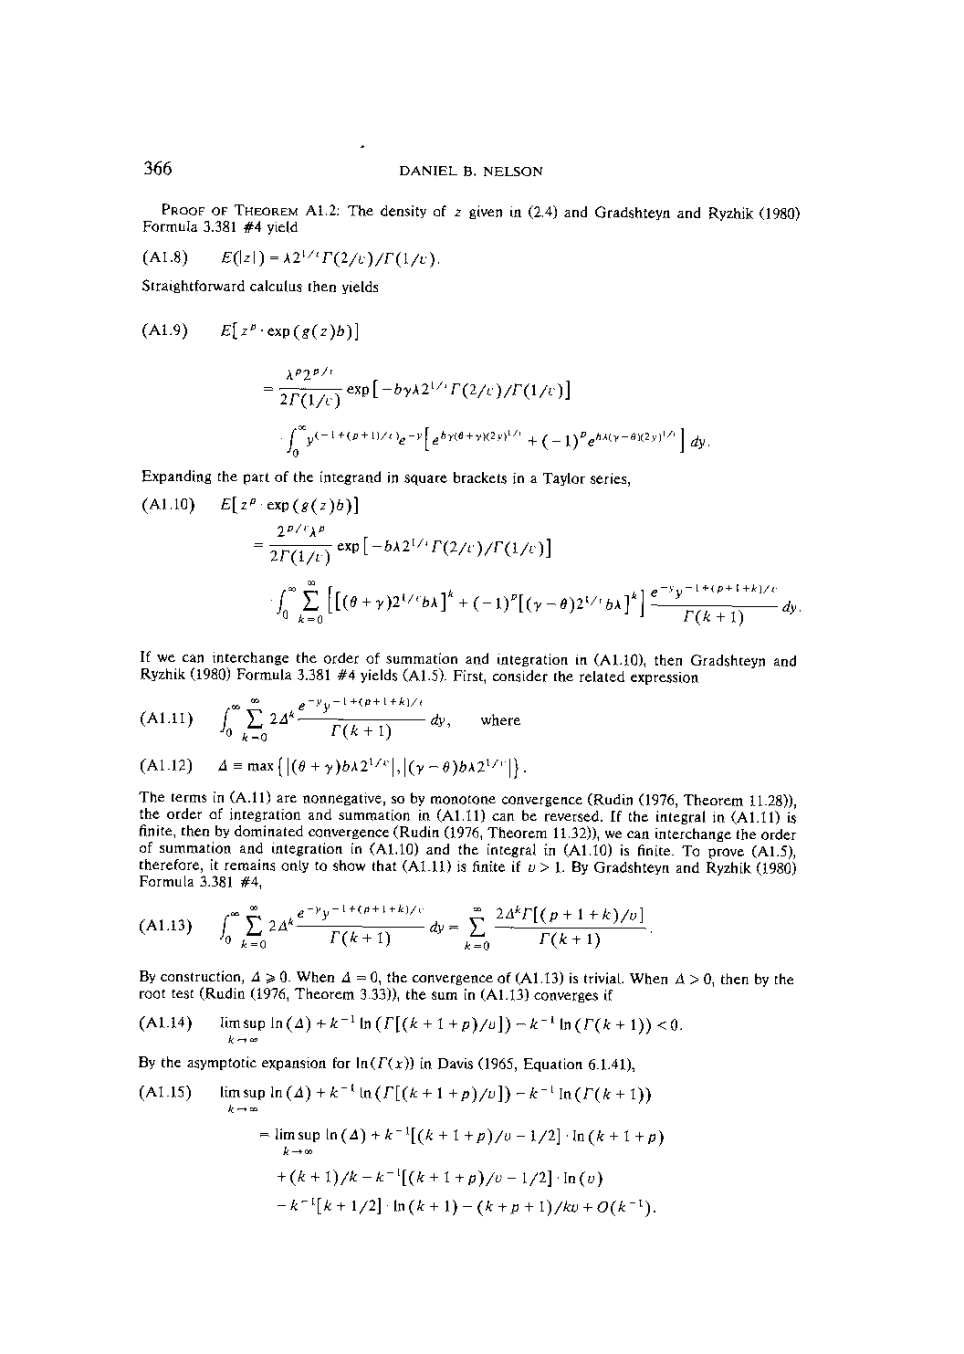 366
DANIEL B. NELSON
PROOF OF THEOREM A1.2: The density of z given in (2.4) and Gradshteyn and Ryzhik (1980)
Formula 3.381 #4 yield
(A1.8) E(|z|) = λ2^{1/υ}Γ(2/υ)/Γ(1/υ).
Straightforward calculus then yields
(A1.9) E[z^p · exp(g(z)b)]
= \frac{λ^p 2^{p/υ}}{2Γ(1/υ)} exp[-bγλ2^{1/υ}Γ(2/υ)/Γ(1/υ)]
· ∫_0^∞ y^{(-1+(p+1)/υ)} e^{-y} [e^{bγ(θ+γ)(2y)^{1/υ}} + (-1)^p e^{bλ(γ-θ)(2y)^{1/υ}}] dy.
Expanding the part of the integrand in square brackets in a Taylor series,
(A1.10) E[z^p · exp(g(z)b)]
= \frac{2^{p/υ}λ^p}{2Γ(1/υ)} exp[-bλ2^{1/υ}Γ(2/υ)/Γ(1/υ)]
· ∫_0^∞ Σ_{k=0}^∞ [[(θ+γ)2^{1/υ}bλ]^k + (-1)^p[(γ-θ)2^{1/υ}bλ]^k] \frac{e^{-y}y^{-1+(p+1+k)/υ}}{Γ(k+1)} dy.
If we can interchange the order of summation and integration in (A1.10), then Gradshteyn and
Ryzhik (1980) Formula 3.381 #4 yields (A1.5). First, consider the related expression
(A1.11) ∫_0^∞ Σ_{k=0}^∞ 2Δ^k \frac{e^{-y}y^{-1+(p+1+k)/υ}}{Γ(k+1)} dy, where
(A1.12) Δ ≡ max{|(θ+γ)bλ2^{1/υ}|,|(γ-θ)bλ2^{1/υ}|}.
The terms in (A.11) are nonnegative, so by monotone convergence (Rudin (1976, Theorem 11.28)),
the order of integration and summation in (A1.11) can be reversed. If the integral in (A1.11) is
finite, then by dominated convergence (Rudin (1976, Theorem 11.32)), we can interchange the order
of summation and integration in (A1.10) and the integral in (A1.10) is finite. To prove (A1.5),
therefore, it remains only to show that (A1.11) is finite if υ > 1. By Gradshteyn and Ryzhik (1980)
Formula 3.381 #4,
(A1.13) ∫_0^∞ Σ_{k=0}^∞ 2Δ^k \frac{e^{-y}y^{-1+(p+1+k)/υ}}{Γ(k+1)} dy = Σ_{k=0}^∞ \frac{2Δ^kΓ[(p+1+k)/υ]}{Γ(k+1)}.
By construction, Δ ⩾ 0. When Δ = 0, the convergence of (A1.13) is trivial. When Δ > 0, then by the
root test (Rudin (1976, Theorem 3.33)), the sum in (A1.13) converges if
(A1.14) lim sup_{k→∞} ln(Δ) + k^{-1} ln(Γ[(k+1+p)/υ]) - k^{-1} ln(Γ(k+1)) < 0.
By the asymptotic expansion for ln(Γ(x)) in Davis (1965, Equation 6.1.41),
(A1.15) lim sup_{k→∞} ln(Δ) + k^{-1} ln(Γ[(k+1+p)/υ]) - k^{-1} ln(Γ(k+1))
= lim sup_{k→∞} ln(Δ) + k^{-1}[(k+1+p)/υ - 1/2] · ln(k+1+p)
+ (k+1)/k - k^{-1}[(k+1+p)/υ - 1/2] · ln(υ)
- k^{-1}[k+1/2] · ln(k+1) - (k+p+1)/kυ + O(k^{-1}).